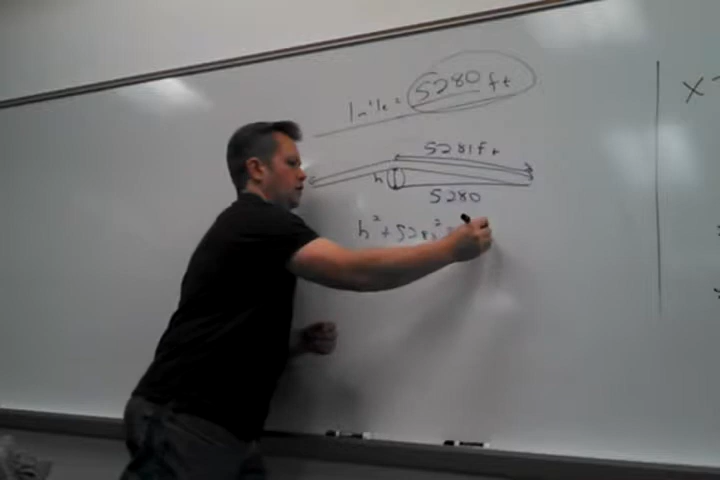 1 mile = 5280 ft
5281 ft
h
5280
h² + 5280²
x